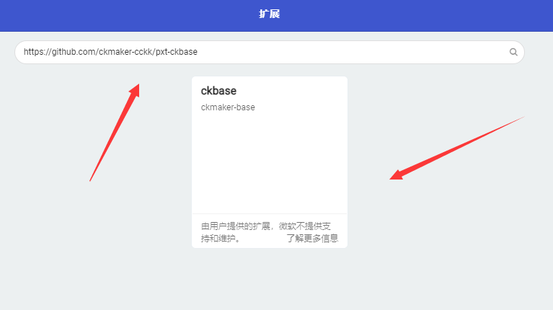 扩展
https://github.com/ckmaker-cckk/pxt-ckbase
ckbase
ckmaker-base
由用户提供的扩展，微软不提供支
持和维护。 了解更多信息